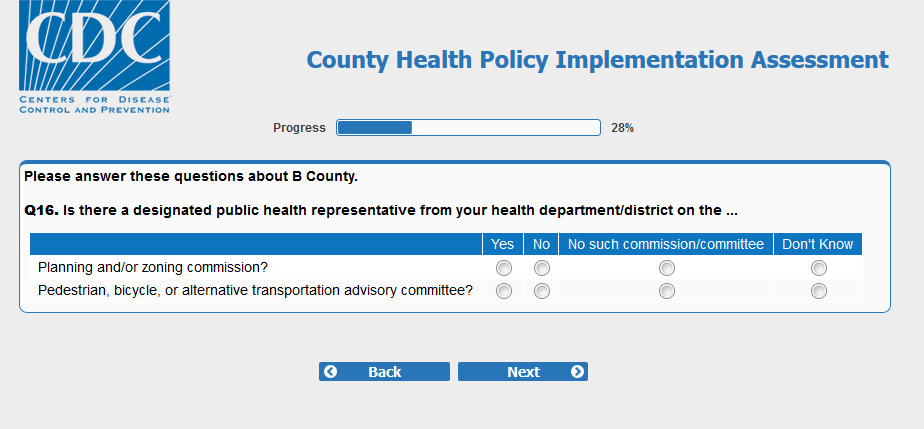 CDC
CENTERS FOR DISEASE
CONTROL AND PREVENTION
County Health Policy Implementation Assessment
Progress 28%
Please answer these questions about B County.
Q16. Is there a designated public health representative from your health department/district on the ...
Yes No No such commission/committee Don't Know
Planning and/or zoning commission?
Pedestrian, bicycle, or alternative transportation advisory committee?
Back Next